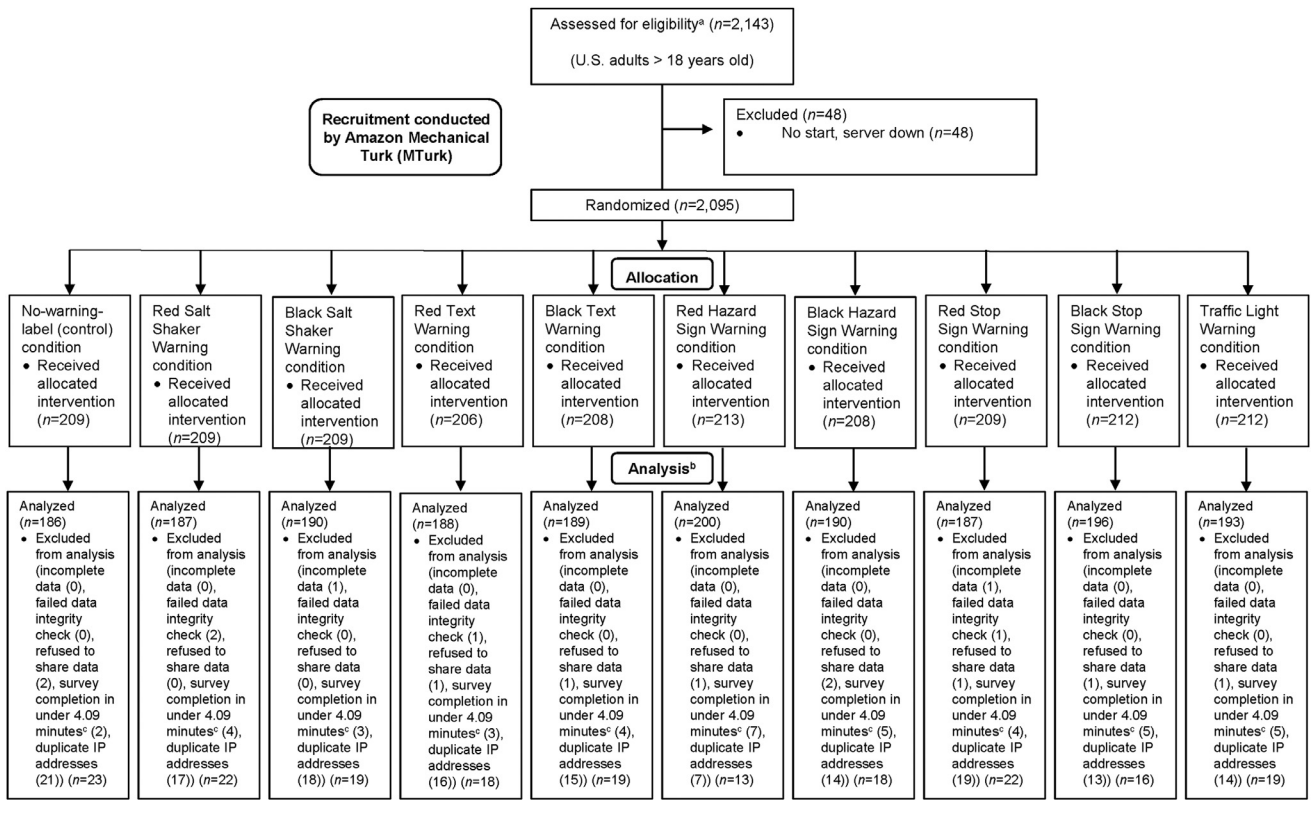 Assessed for eligibilityᵃ (n=2,143)
(U.S. adults > 18 years old)
Recruitment conducted
by Amazon Mechanical
Turk (MTurk)
Excluded (n=48)
• No start, server down (n=48)
Randomized (n=2,095)
Allocation
No-warning-
label (control)
condition
• Received
allocated
intervention
(n=209)
Red Salt
Shaker
Warning
condition
• Received
allocated
intervention
(n=209)
Black Salt
Shaker
Warning
condition
• Received
allocated
intervention
(n=209)
Red Text
Warning
condition
• Received
allocated
intervention
(n=206)
Black Text
Warning
condition
• Received
allocated
intervention
(n=208)
Red Hazard
Sign Warning
condition
• Received
allocated
intervention
(n=213)
Black Hazard
Sign Warning
condition
• Received
allocated
intervention
(n=208)
Red Stop
Sign Warning
condition
• Received
allocated
intervention
(n=209)
Black Stop
Sign Warning
condition
• Received
allocated
intervention
(n=212)
Traffic Light
Warning
condition
• Received
allocated
intervention
(n=212)
Analysisᵇ
Analyzed
(n=186)
• Excluded
from analysis
(incomplete
data (0),
failed data
integrity
check (0),
refused to
share data
(2), survey
completion in
under 4.09
minutesᶜ (2),
duplicate IP
addresses
(21)) (n=23)
Analyzed
(n=187)
• Excluded
from analysis
(incomplete
data (0),
failed data
integrity
check (2),
refused to
share data
(0), survey
completion in
under 4.09
minutesᶜ (4),
duplicate IP
addresses
(17)) (n=22)
Analyzed
(n=190)
• Excluded
from analysis
(incomplete
data (1),
failed data
integrity
check (0),
refused to
share data
(0), survey
completion in
under 4.09
minutesᶜ (3),
duplicate IP
addresses
(18)) (n=19)
Analyzed
(n=188)
• Excluded
from analysis
(incomplete
data (0),
failed data
integrity
check (1),
refused to
share data
(1), survey
completion in
under 4.09
minutesᶜ (3),
duplicate IP
addresses
(16)) (n=18)
Analyzed
(n=189)
• Excluded
from analysis
(incomplete
data (0),
failed data
integrity
check (0),
refused to
share data
(1), survey
completion in
under 4.09
minutesᶜ (4),
duplicate IP
addresses
(15)) (n=19)
Analyzed
(n=200)
• Excluded
from analysis
(incomplete
data (0),
failed data
integrity
check (0),
refused to
share data
(1), survey
completion in
under 4.09
minutesᶜ (7),
duplicate IP
addresses
(7)) (n=13)
Analyzed
(n=190)
• Excluded
from analysis
(incomplete
data (0),
failed data
integrity
check (0),
refused to
share data
(2), survey
completion in
under 4.09
minutesᶜ (5),
duplicate IP
addresses
(14)) (n=18)
Analyzed
(n=187)
• Excluded
from analysis
(incomplete
data (1),
failed data
integrity
check (1),
refused to
share data
(1), survey
completion in
under 4.09
minutesᶜ (4),
duplicate IP
addresses
(19)) (n=22)
Analyzed
(n=196)
• Excluded
from analysis
(incomplete
data (0),
failed data
integrity
check (0),
refused to
share data
(1), survey
completion in
under 4.09
minutesᶜ (5),
duplicate IP
addresses
(13)) (n=16)
Analyzed
(n=193)
• Excluded
from analysis
(incomplete
data (0),
failed data
integrity
check (0),
refused to
share data
(1), survey
completion in
under 4.09
minutesᶜ (5),
duplicate IP
addresses
(14)) (n=19)